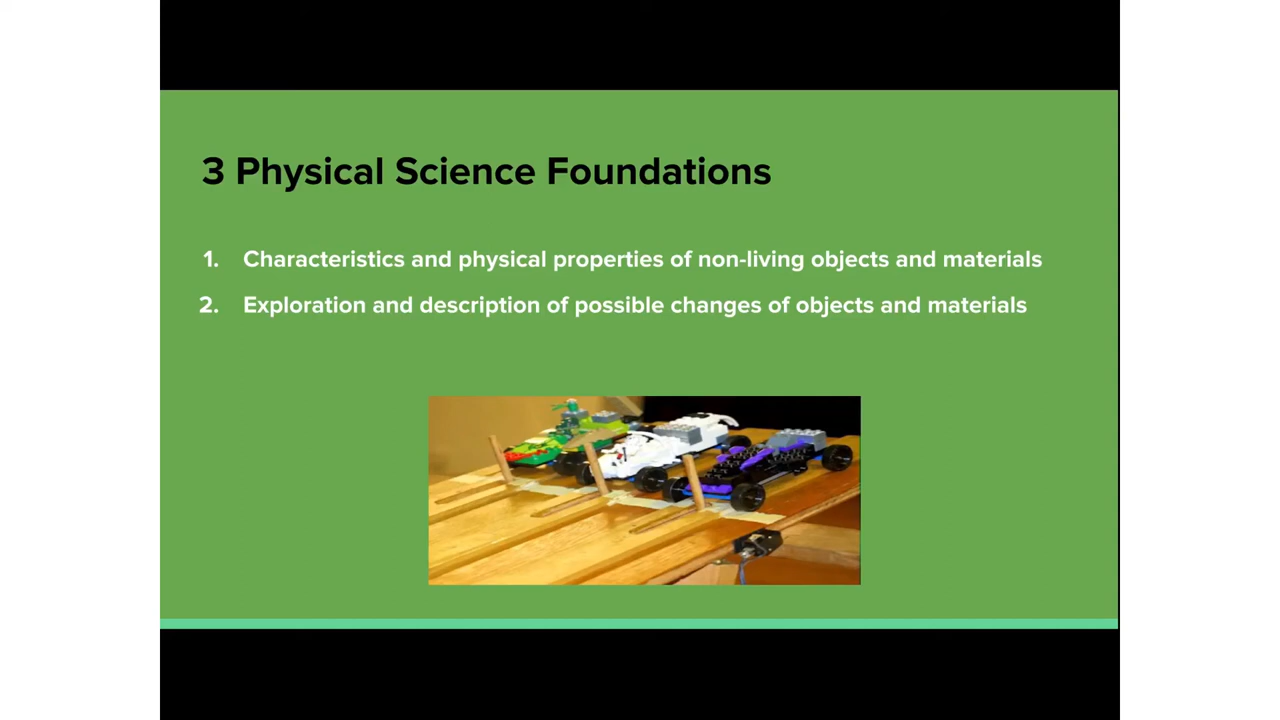 3 Physical Science Foundations
1. Characteristics and physical properties of non-living objects and materials
2. Exploration and description of possible changes of objects and materials